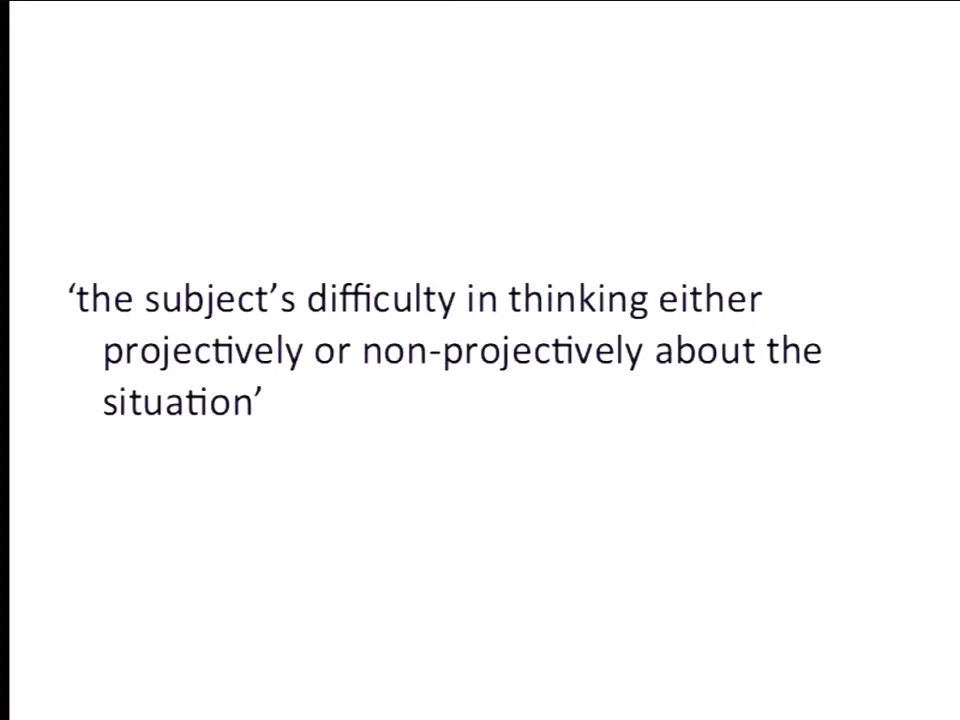 ‘the subject’s difficulty in thinking either
projectively or non-projectively about the
situation’